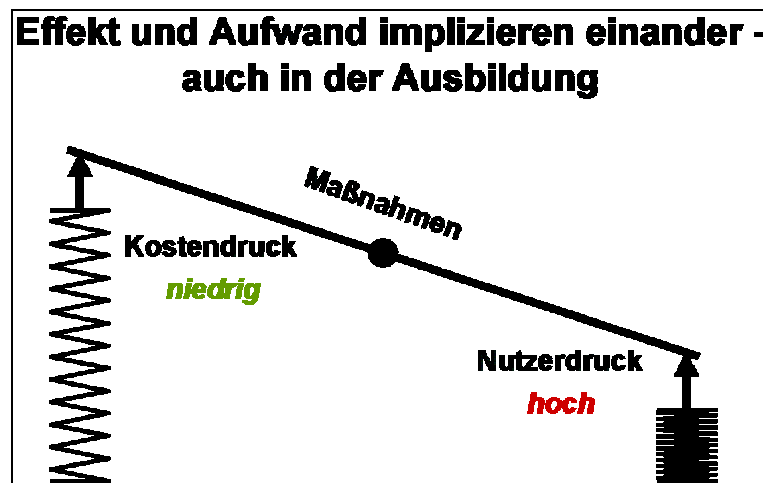 Effekt und Aufwand implizieren einander -
auch in der Ausbildung
Maßnahmen
Kostendruck
niedrig
Nutzerdruck
hoch